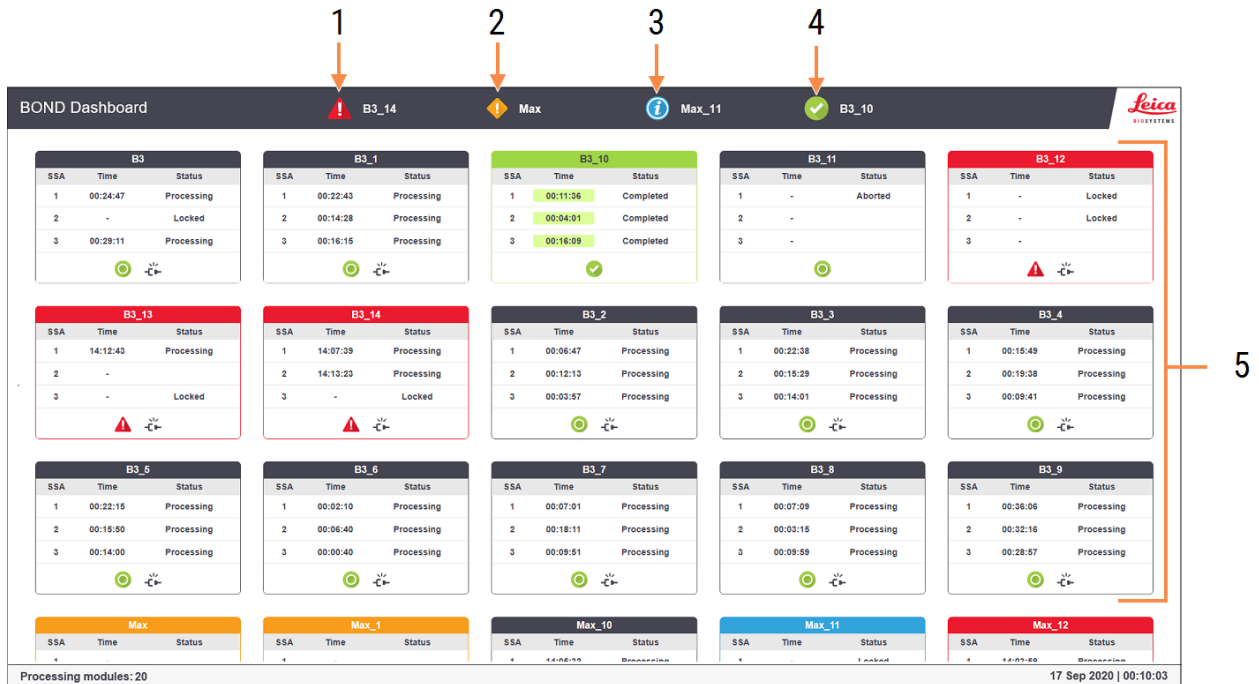 1 2 3 4
BOND Dashboard B3_14 Max Max_11 B3_10 Leica BIOSYSTEMS
B3 B3_1 B3_10 B3_11 B3_12
SSA Time Status SSA Time Status SSA Time Status SSA Time Status SSA Time Status
1 00:24:47 Processing 1 00:22:43 Processing 1 00:11:36 Completed 1 - Aborted 1 - Locked
2 - Locked 2 00:14:28 Processing 2 00:04:01 Completed 2 - 2 - Locked
3 00:29:11 Processing 3 00:16:15 Processing 3 00:16:09 Completed 3 - 3 -
B3_13 B3_14 B3_2 B3_3 B3_4
SSA Time Status SSA Time Status SSA Time Status SSA Time Status SSA Time Status
1 14:12:43 Processing 1 14:07:39 Processing 1 00:06:47 Processing 1 00:22:38 Processing 1 00:15:49 Processing
5
2 - 2 14:13:23 Processing 2 00:12:13 Processing 2 00:15:29 Processing 2 00:19:38 Processing
3 - Locked 3 - Locked 3 00:03:57 Processing 3 00:14:01 Processing 3 00:09:41 Processing
B3_5 B3_6 B3_7 B3_8 B3_9
SSA Time Status SSA Time Status SSA Time Status SSA Time Status SSA Time Status
1 00:22:15 Processing 1 00:02:10 Processing 1 00:07:01 Processing 1 00:07:09 Processing 1 00:36:06 Processing
2 00:15:50 Processing 2 00:06:40 Processing 2 00:18:11 Processing 2 00:03:15 Processing 2 00:32:16 Processing
3 00:14:00 Processing 3 00:00:40 Processing 3 00:09:51 Processing 3 00:09:59 Processing 3 00:28:57 Processing
Max Max_1 Max_10 Max_11 Max_12
SSA Time Status SSA Time Status SSA Time Status SSA Time Status SSA Time Status
Processing modules: 20 17 Sep 2020 | 00:10:03